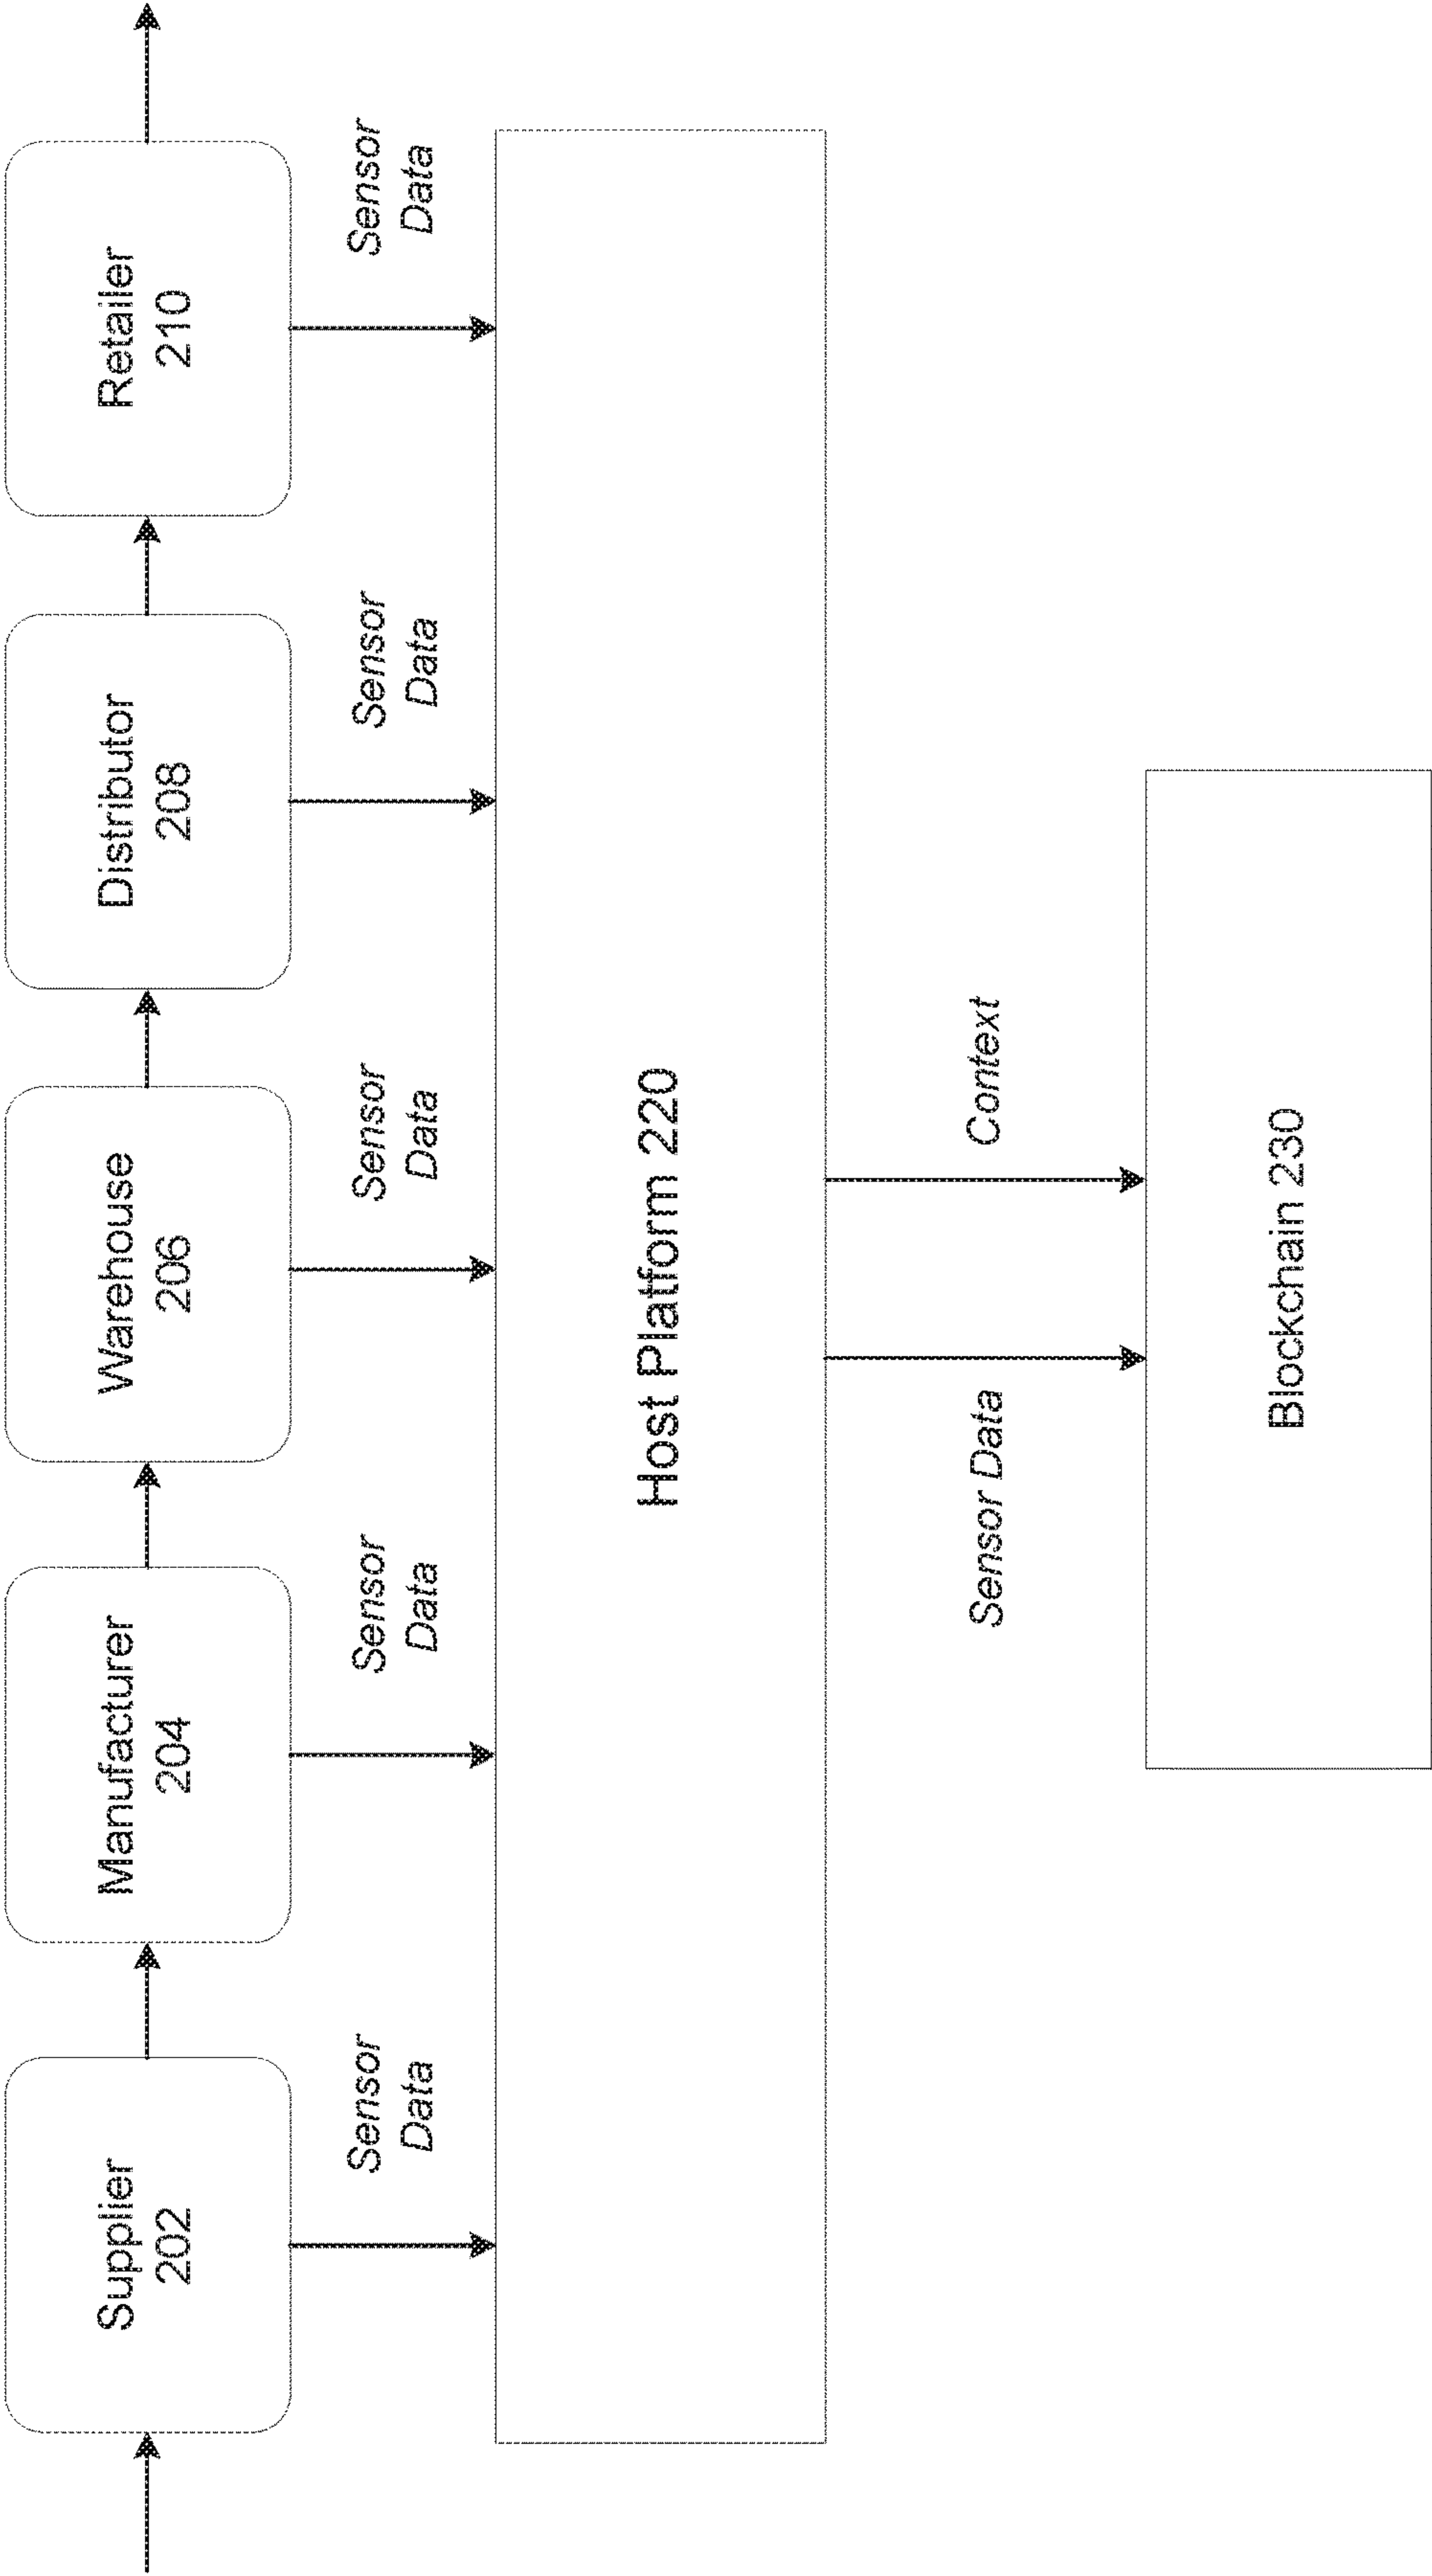 Supplier
202
Manufacturer
204
Warehouse
206
Distributor
208
Retailer
210
Sensor
Data
Sensor
Data
Sensor
Data
Sensor
Data
Sensor
Data
Host Platform 220
Sensor Data
Context
Blockchain 230